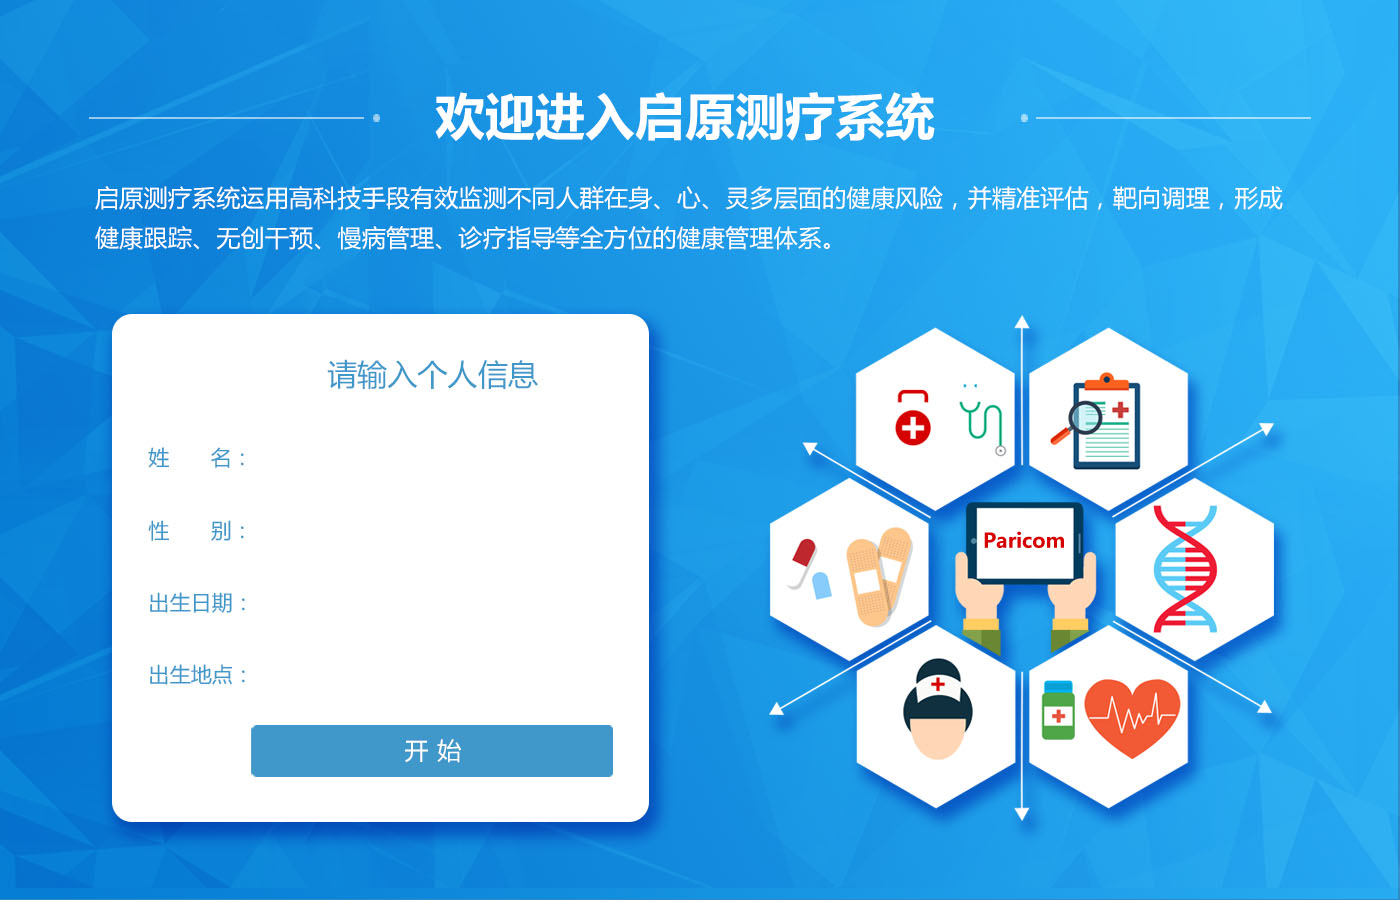 欢迎进入启原测疗系统
启原测疗系统运用高科技手段有效监测不同人群在身、心、灵多层面的健康风险，并精准评估，靶向调理，形成
健康跟踪、无创干预、慢病管理、诊疗指导等全方位的健康管理体系。
请输入个人信息
姓　　名：
性　　别：
出生日期：
出生地点：
开 始
Paricom